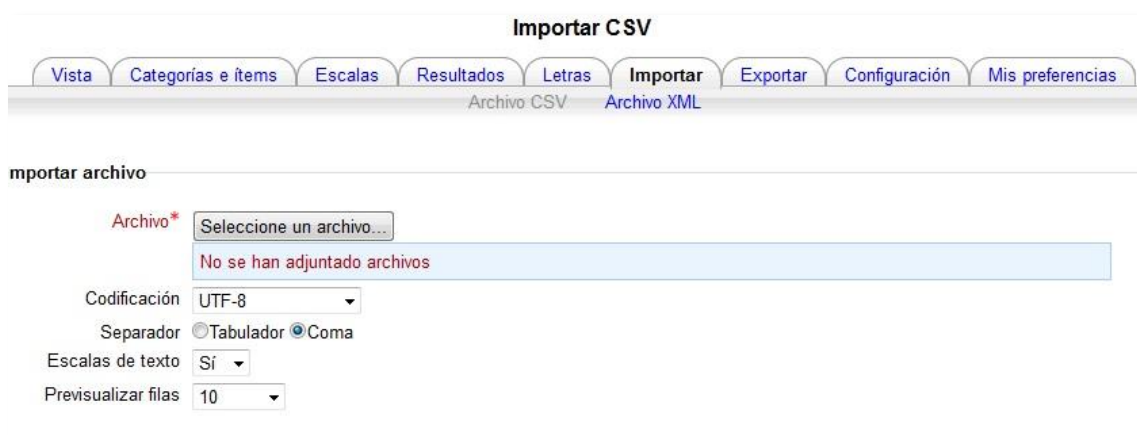 Importar CSV
Vista Categorías e ítems Escalas Resultados Letras Importar Exportar Configuración Mis preferencias
Archivo CSV Archivo XML
mportar archivo
Archivo* Seleccione un archivo...
No se han adjuntado archivos
Codificación UTF-8
Separador Tabulador Coma
Escalas de texto Sí
Previsualizar filas 10